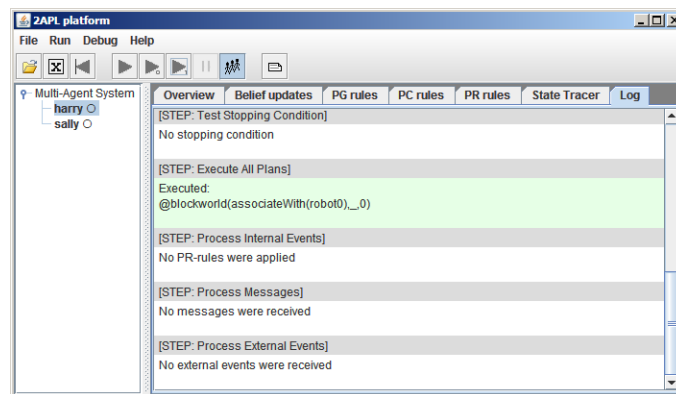 2APL platform
File Run Debug Help
Multi-Agent System
harry
sally
Overview Belief updates PG rules PC rules PR rules State Tracer Log
[STEP: Test Stopping Condition]
No stopping condition
[STEP: Execute All Plans]
Executed:
@blockworld(associateWith(robot0),_,0)
[STEP: Process Internal Events]
No PR-rules were applied
[STEP: Process Messages]
No messages were received
[STEP: Process External Events]
No external events were received